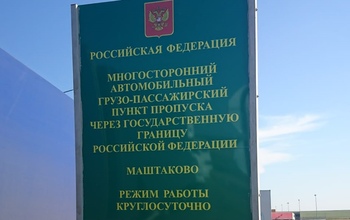 РОССИЙСКАЯ ФЕДЕРАЦИЯ
МНОГОСТОРОННИЙ
АВТОМОБИЛЬНЫЙ
ГРУЗО-ПАССАЖИРСКИЙ
ПУНКТ ПРОПУСКА
ЧЕРЕЗ ГОСУДАРСТВЕННУЮ
ГРАНИЦУ
РОССИЙСКОЙ ФЕДЕРАЦИИ
МАШТАКОВО
РЕЖИМ РАБОТЫ
КРУГЛОСУТОЧНО